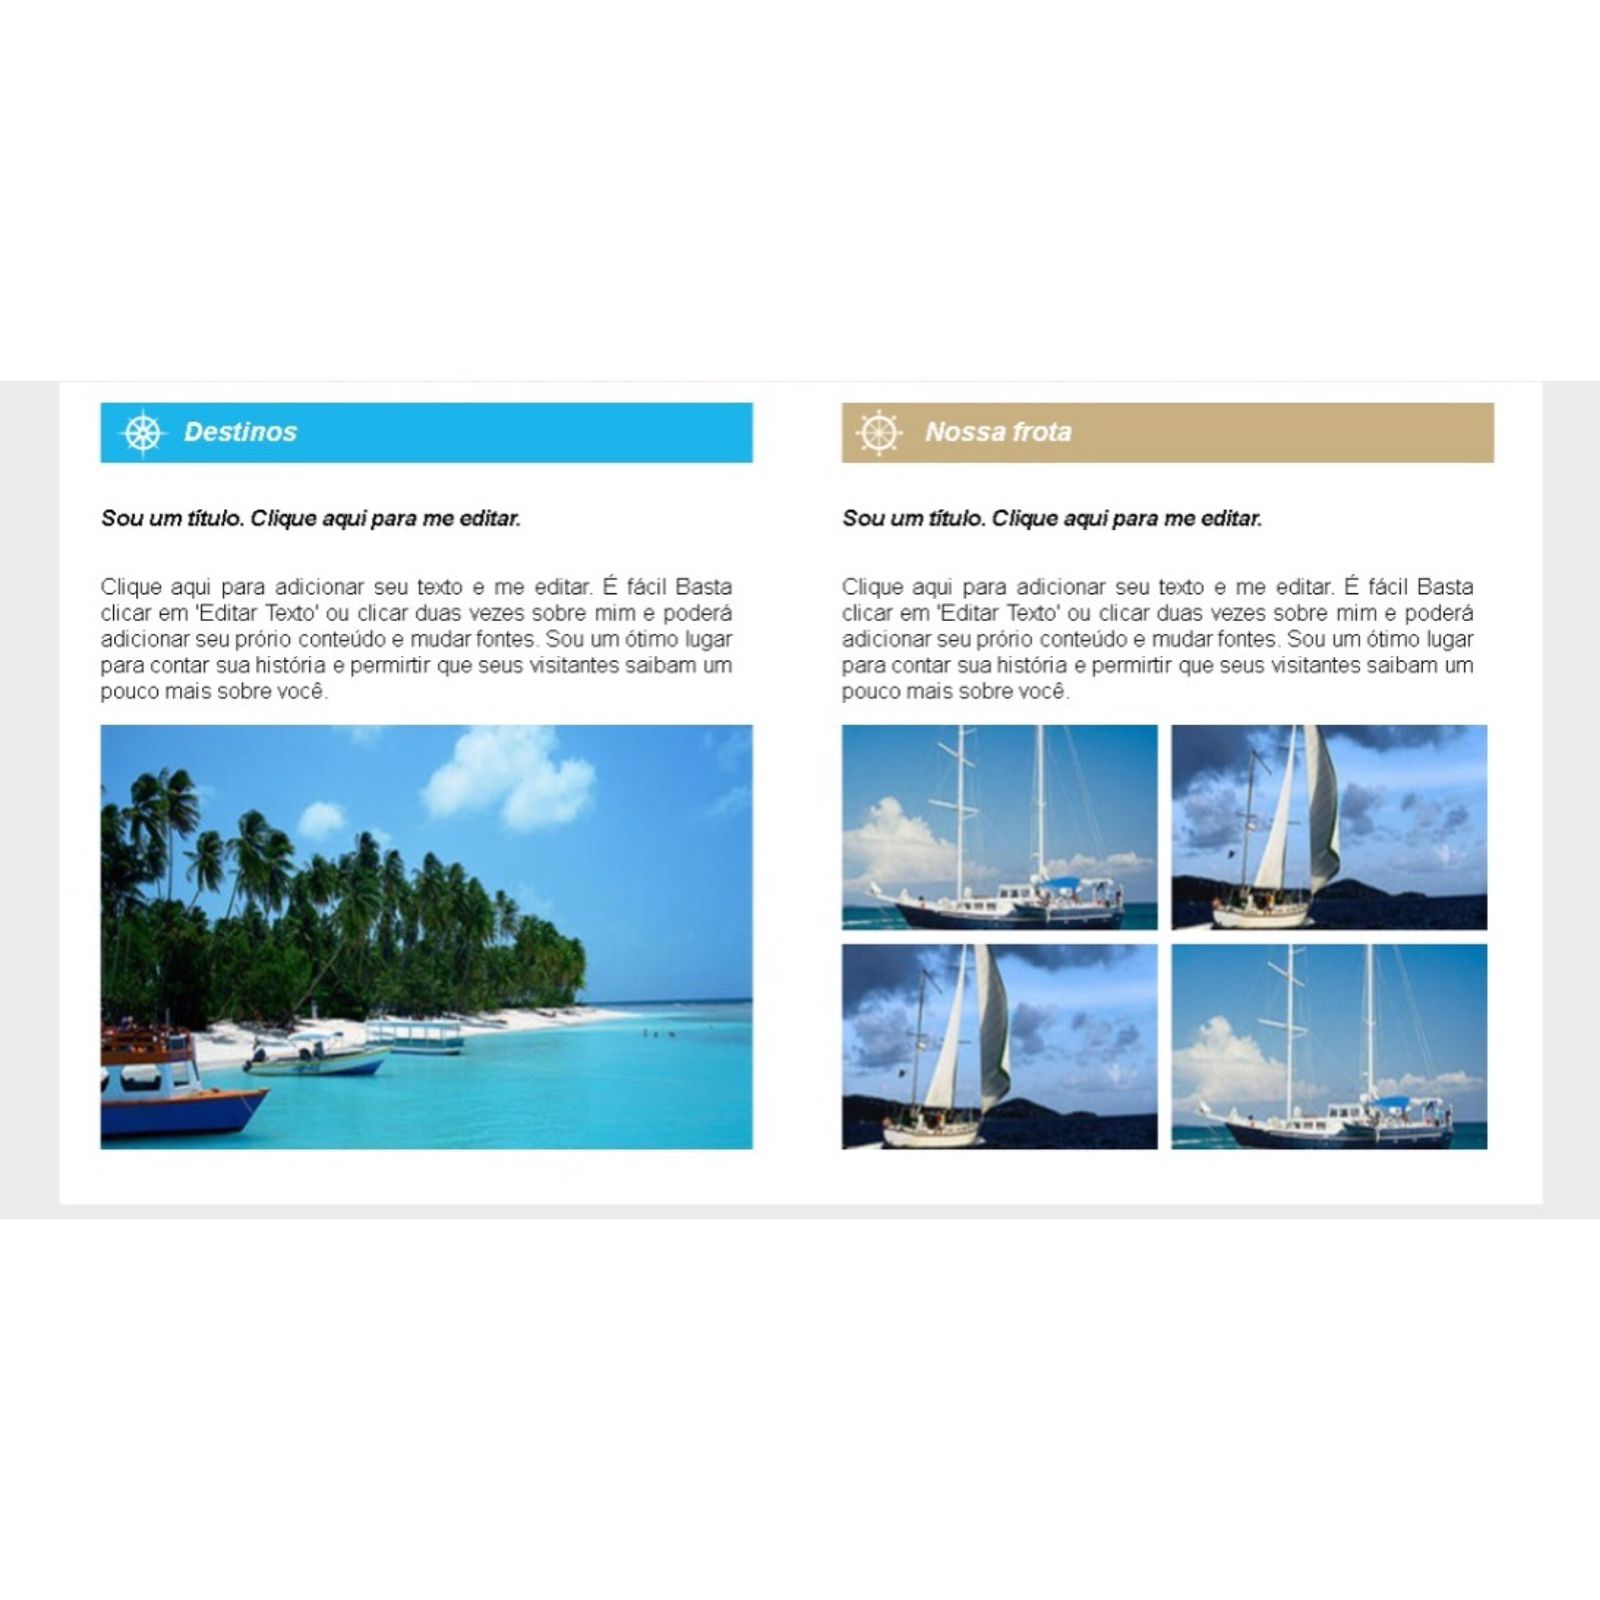 Destinos
Sou um título. Clique aqui para me editar.
Clique aqui para adicionar seu texto e me editar. É fácil Basta
clicar em 'Editar Texto' ou clicar duas vezes sobre mim e poderá
adicionar seu prório conteúdo e mudar fontes. Sou um ótimo lugar
para contar sua história e permirtir que seus visitantes saibam um
pouco mais sobre você.
Nossa frota
Sou um título. Clique aqui para me editar.
Clique aqui para adicionar seu texto e me editar. É fácil Basta
clicar em 'Editar Texto' ou clicar duas vezes sobre mim e poderá
adicionar seu prório conteúdo e mudar fontes. Sou um ótimo lugar
para contar sua história e permirtir que seus visitantes saibam um
pouco mais sobre você.